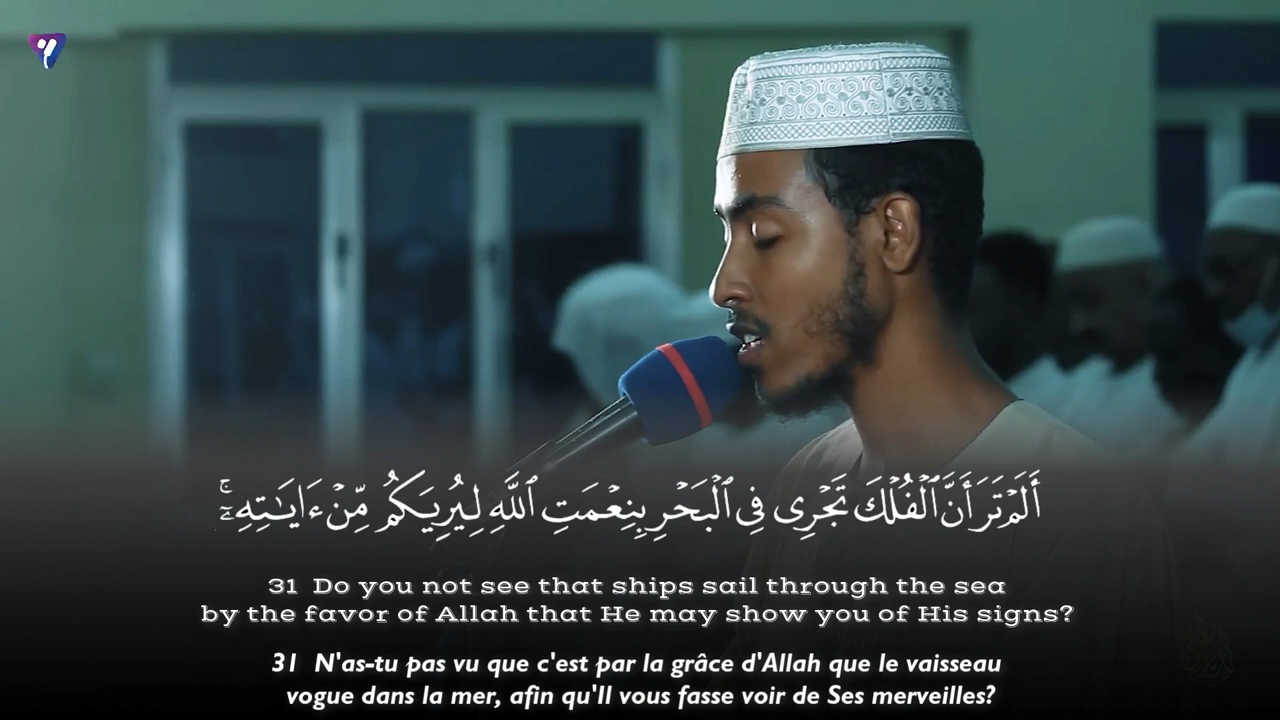 أَلَمْ تَرَ أَنَّ ٱلْفُلْكَ تَجْرِى فِى ٱلْبَحْرِ بِنِعْمَتِ ٱللَّهِ لِيُرِيَكُم مِّنْ ءَايَـٰتِهِۦٓ ۚ
31 Do you not see that ships sail through the sea
by the favor of Allah that He may show you of His signs?
31 N'as-tu pas vu que c'est par la grâce d'Allah que le vaisseau
vogue dans la mer, afin qu'Il vous fasse voir de Ses merveilles?